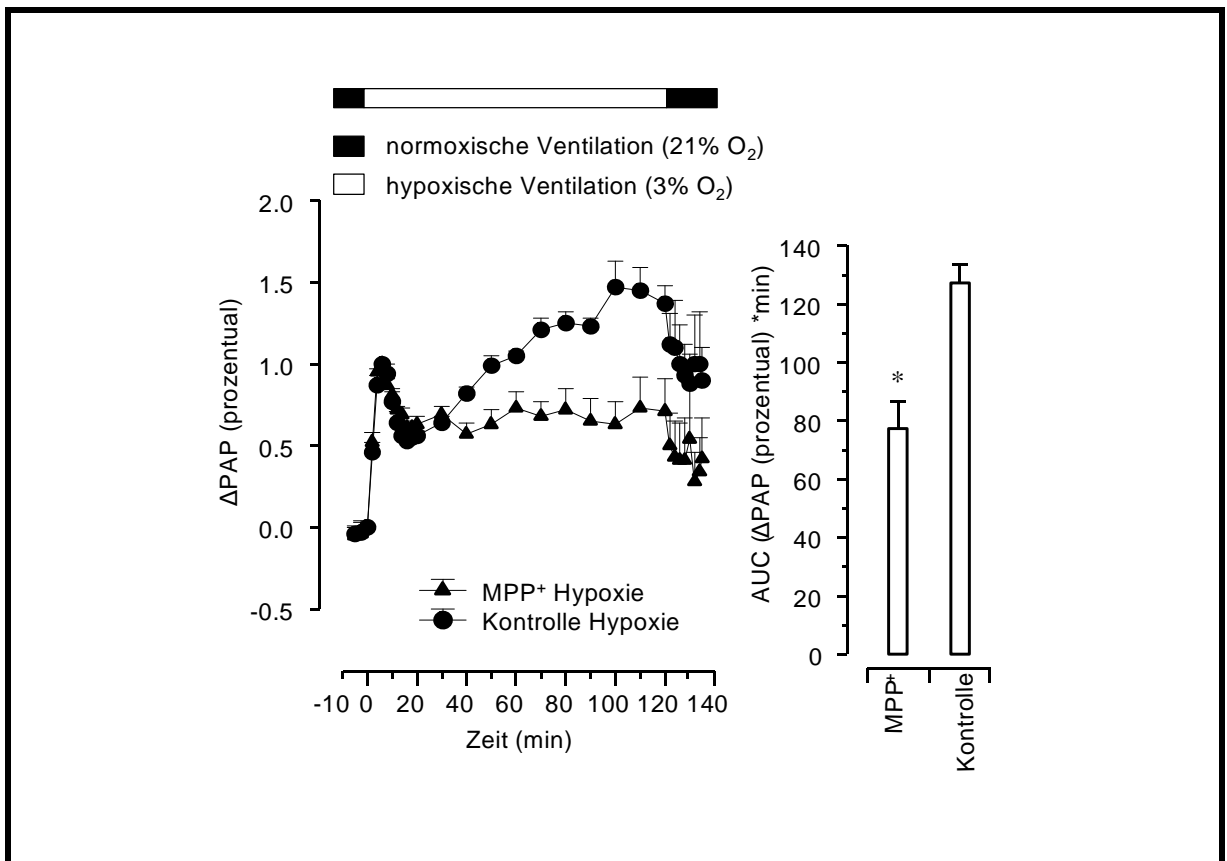 normoxische Ventilation (21% O₂)
hypoxische Ventilation (3% O₂)
2.0
1.5
1.0
0.5
0.0
-0.5
ΔPAP (prozentual)
MPP⁺ Hypoxie
Kontrolle Hypoxie
-10 0 20 40 60 80 100 120 140
Zeit (min)
140
120
100
80
60
40
20
0
AUC (ΔPAP (prozentual) *min)
*
MPP⁺
Kontrolle